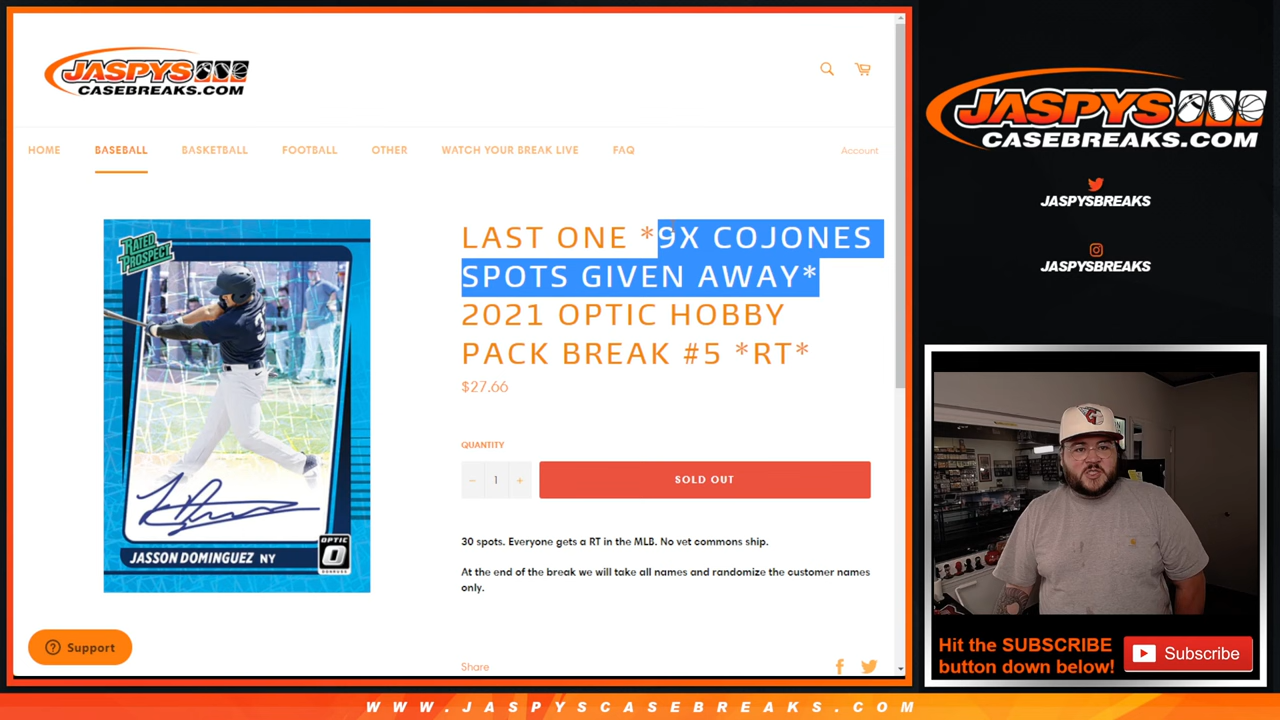 JASPYS
CASEBREAKS.COM
HOME BASEBALL BASKETBALL FOOTBALL OTHER WATCH YOUR BREAK LIVE FAQ Account
RATED
PROSPECT
3
JASSON DOMINGUEZ NY
OPTIC
DONRUSS
LAST ONE *9X COJONES
SPOTS GIVEN AWAY*
2021 OPTIC HOBBY
PACK BREAK #5 *RT*
$27.66
QUANTITY
− 1 + SOLD OUT
30 spots. Everyone gets a RT in the MLB. No vet commons ship.
At the end of the break we will take all names and randomize the customer names
only.
Support
Share
JASPYS
CASEBREAKS.COM
JASPYSBREAKS
JASPYSBREAKS
Hit the SUBSCRIBE
button down below!
Subscribe
WWW.JASPYSCASEBREAKS.COM